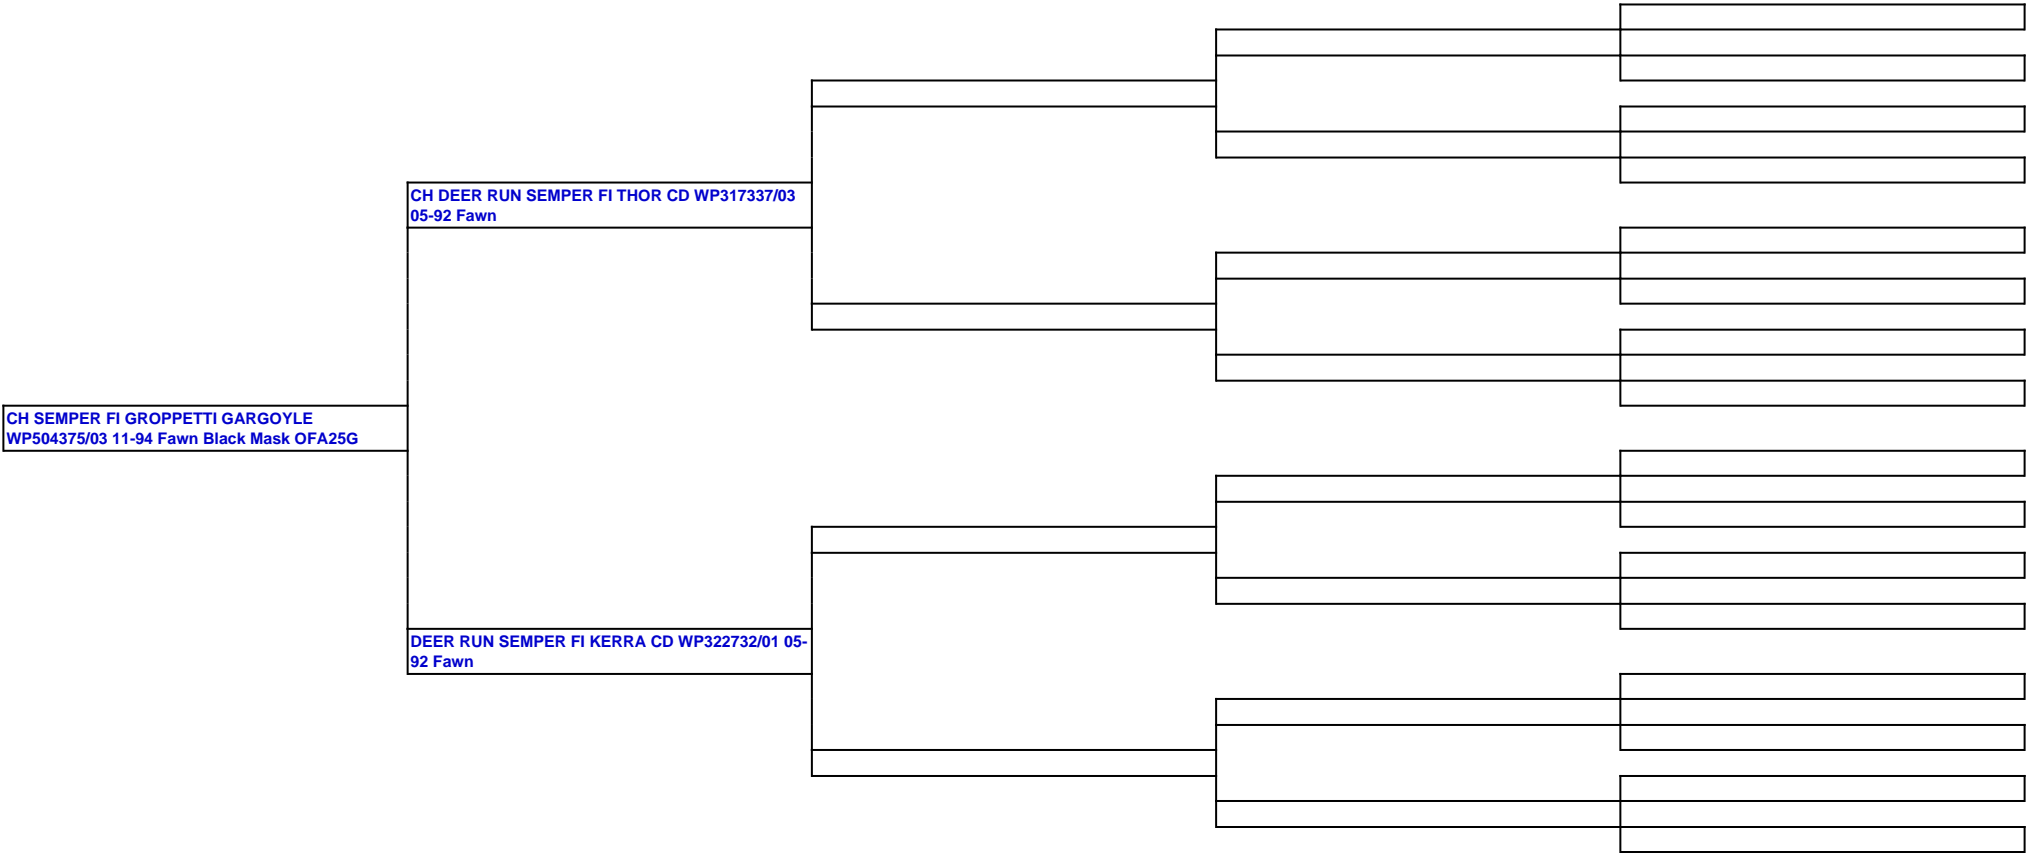 CH DEER RUN SEMPER FI THOR CD WP317337/03
05-92 Fawn
CH SEMPER FI GROPPETTI GARGOYLE
WP504375/03 11-94 Fawn Black Mask OFA25G
DEER RUN SEMPER FI KERRA CD WP322732/01 05-
92 Fawn